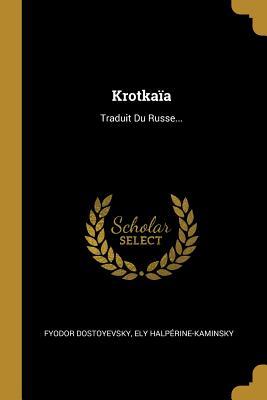 Krotkaïa
Traduit Du Russe...
Scholar
SELECT
FYODOR DOSTOYEVSKY, ELY HALPÉRINE-KAMINSKY